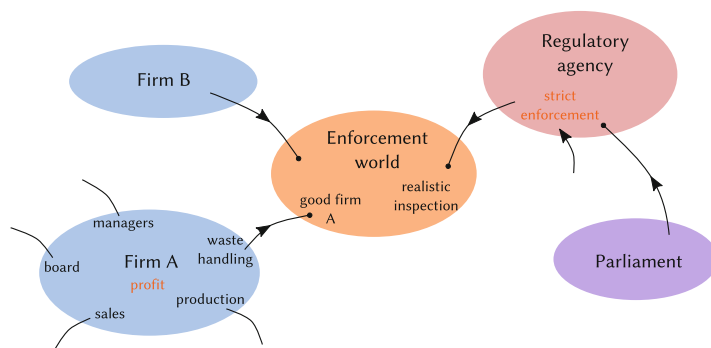 Regulatory
agency
strict
enforcement
Firm B
Enforcement
world
good firm
A
realistic
inspection
managers
board
Firm A
profit
waste
handling
production
sales
Parliament